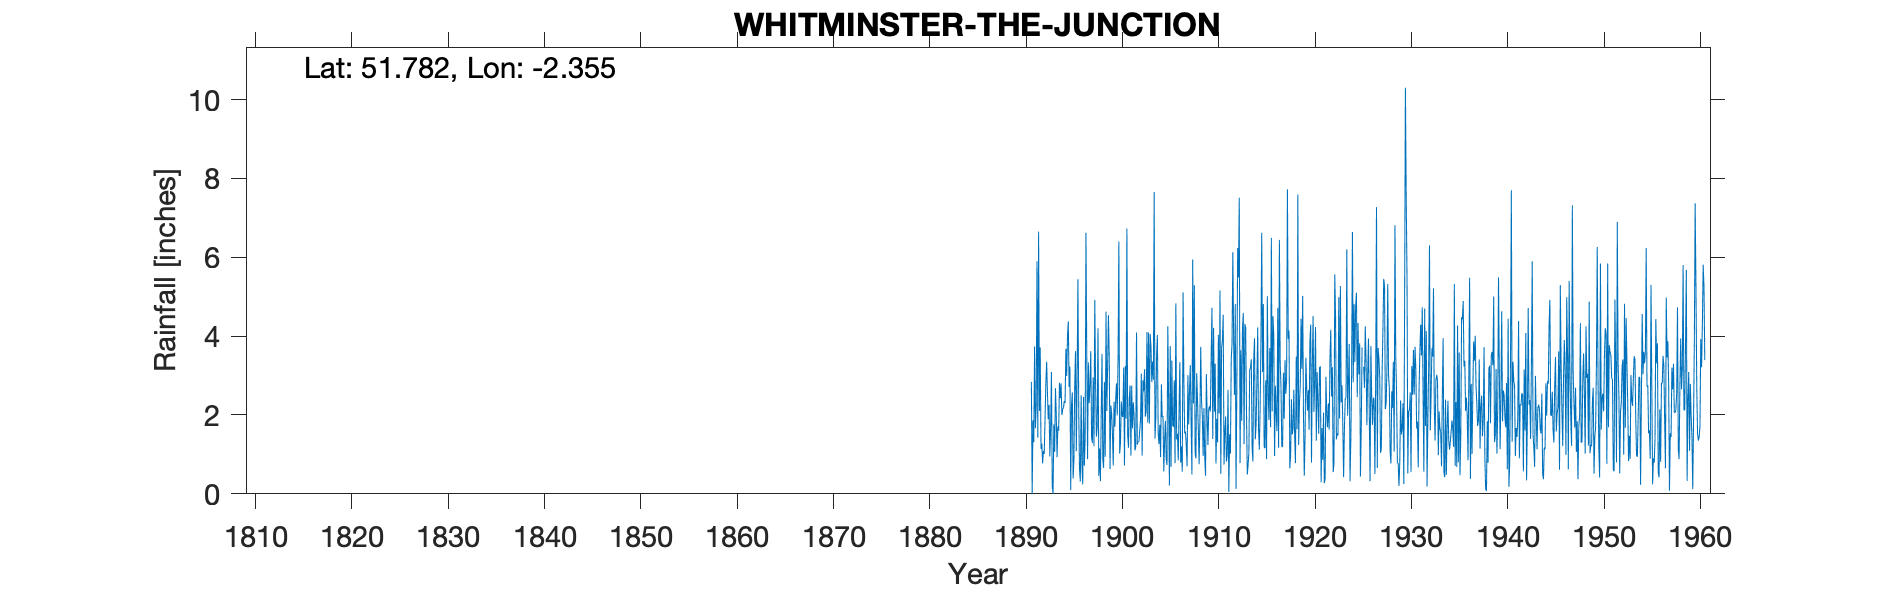 WHITMINSTER-THE-JUNCTION
Lat: 51.782, Lon: -2.355
10
8
6
4
2
0
Rainfall [inches]
1810 1820 1830 1840 1850 1860 1870 1880 1890 1900 1910 1920 1930 1940 1950 1960
Year